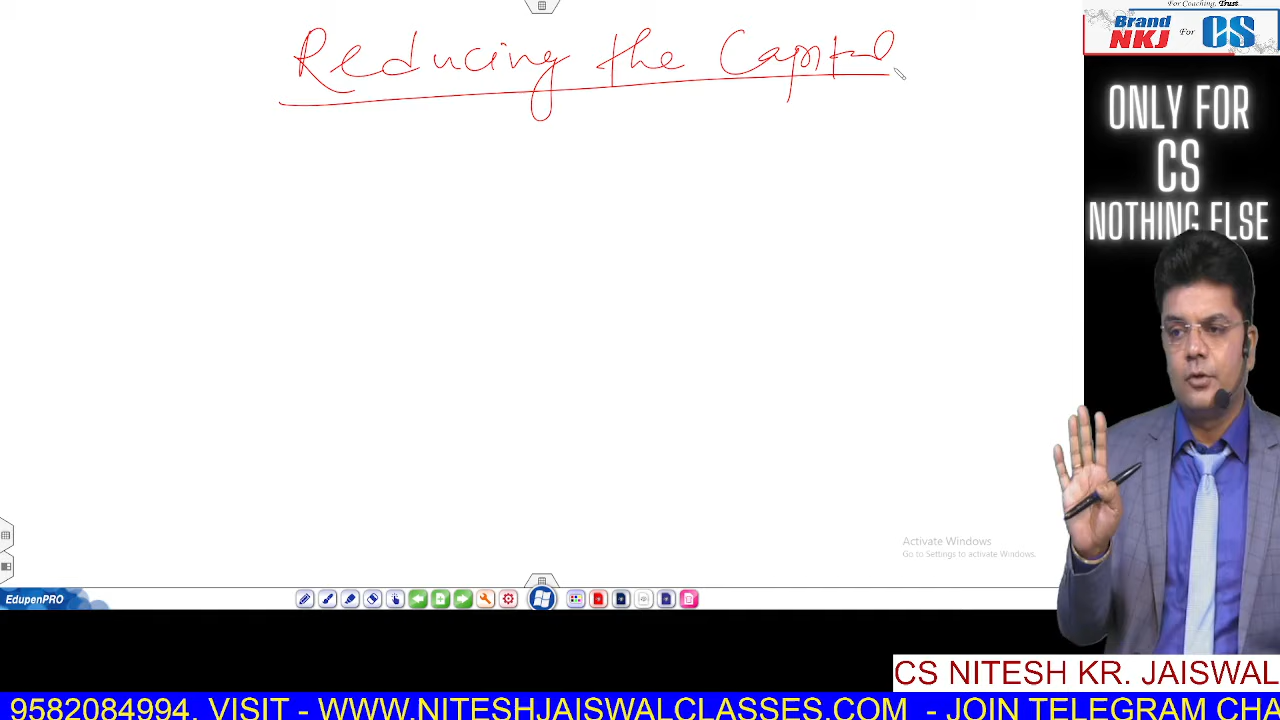 For Coaching, Trust
Reducing the Capital
Brand
NKJ For CS
ONLY FOR
CS
NOTHING ELSE
Activate Windows
Go to Settings to activate Windows.
EdupenPRO
CS NITESH KR. JAISWAL
9582084994. VISIT - WWW.NITESHJAISWALCLASSES.COM - JOIN TELEGRAM CHA